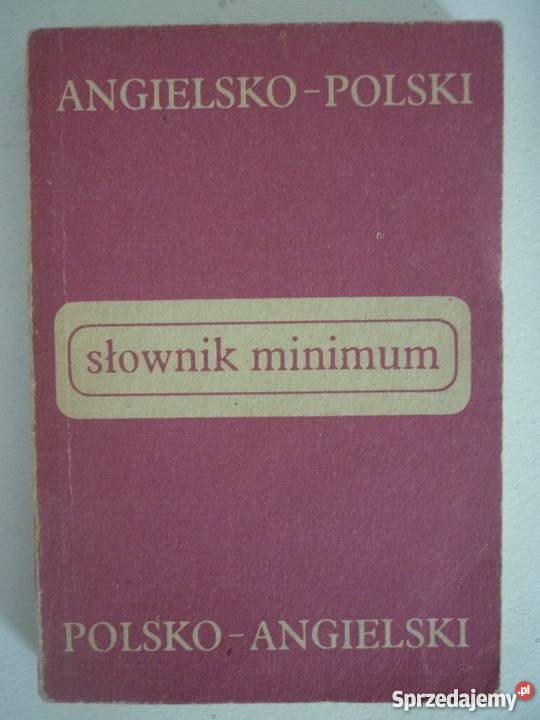 ANGIELSKO-POLSKI
słownik minimum
POLSKO-ANGIELSKI
Sprzedajemy.pl